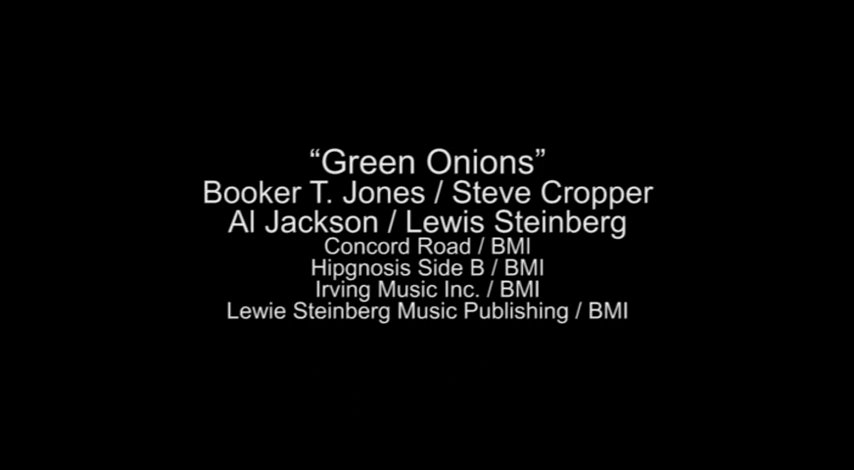 “Green Onions”
Booker T. Jones / Steve Cropper
Al Jackson / Lewis Steinberg
Concord Road / BMI
Hipgnosis Side B / BMI
Irving Music Inc. / BMI
Lewie Steinberg Music Publishing / BMI